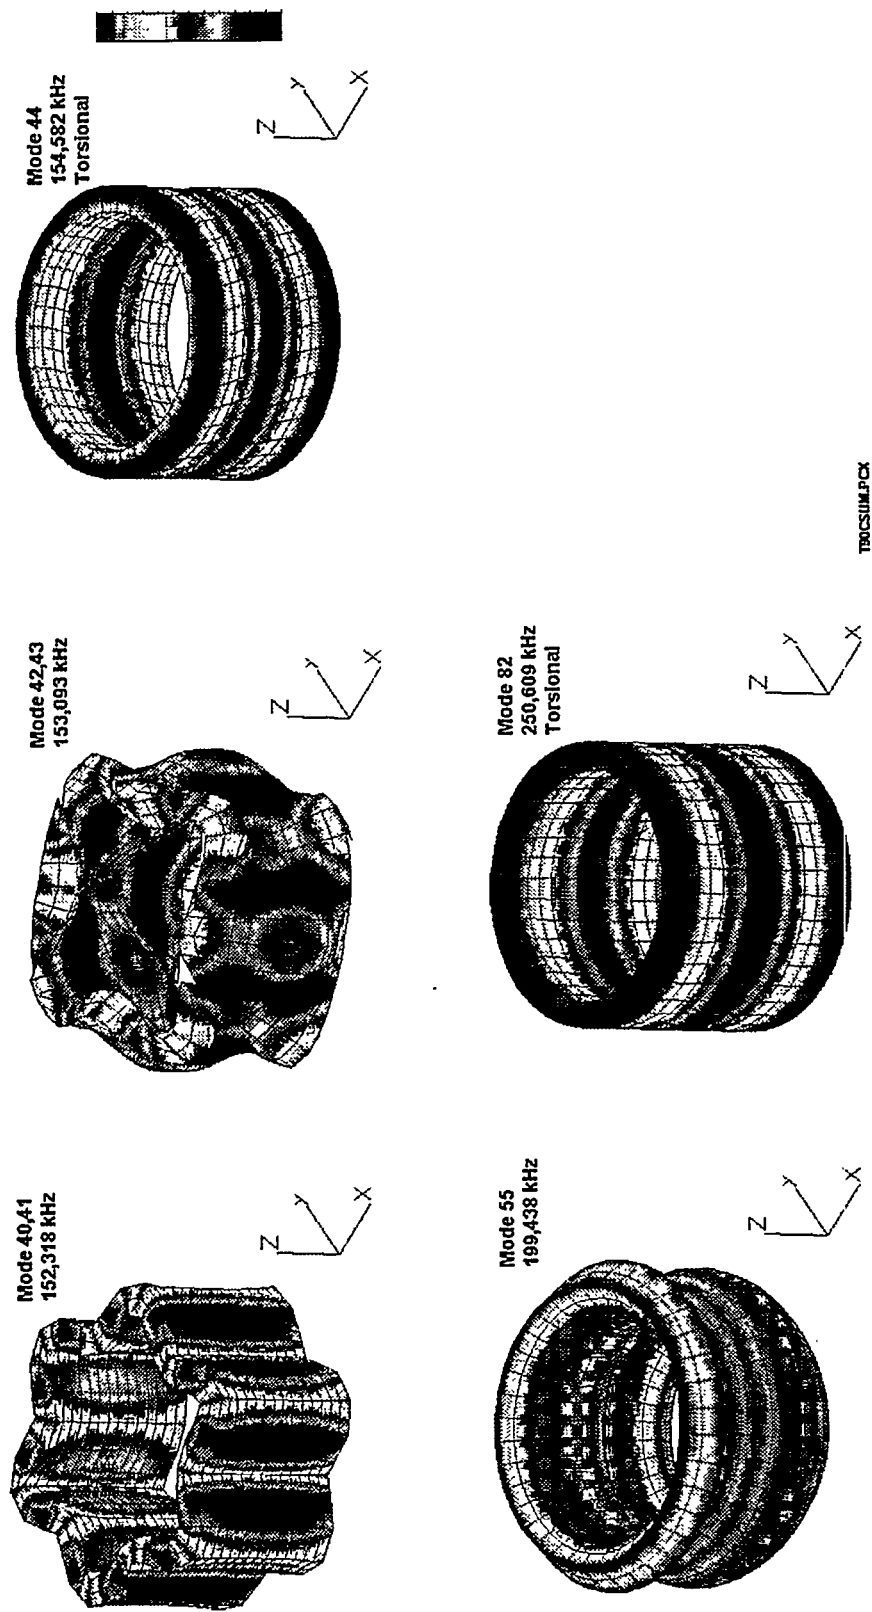 Mode 40,41
152,318 kHz
Z
Y
X
Mode 42,43
153,093 kHz
Z
Y
X
Mode 44
154,582 kHz
Torsional
Z
Y
X
Mode 55
199,438 kHz
Z
Y
X
Mode 82
250,609 kHz
Torsional
Z
Y
X
T90CSUM.PCX